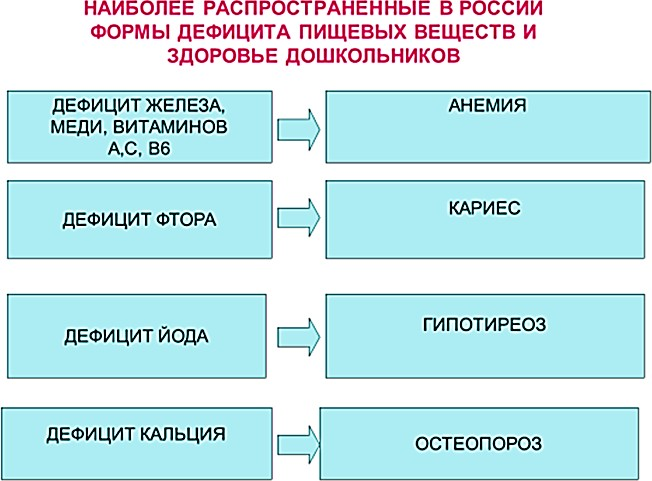 НАИБОЛЕЕ РАСПРОСТРАНЕННЫЕ В РОССИИ
ФОРМЫ ДЕФИЦИТА ПИЩЕВЫХ ВЕЩЕСТВ И
ЗДОРОВЬЕ ДОШКОЛЬНИКОВ
ДЕФИЦИТ ЖЕЛЕЗА,
МЕДИ, ВИТАМИНОВ
А,С, В6
АНЕМИЯ
ДЕФИЦИТ ФТОРА
КАРИЕС
ДЕФИЦИТ ЙОДА
ГИПОТИРЕОЗ
ДЕФИЦИТ КАЛЬЦИЯ
ОСТЕОПОРОЗ